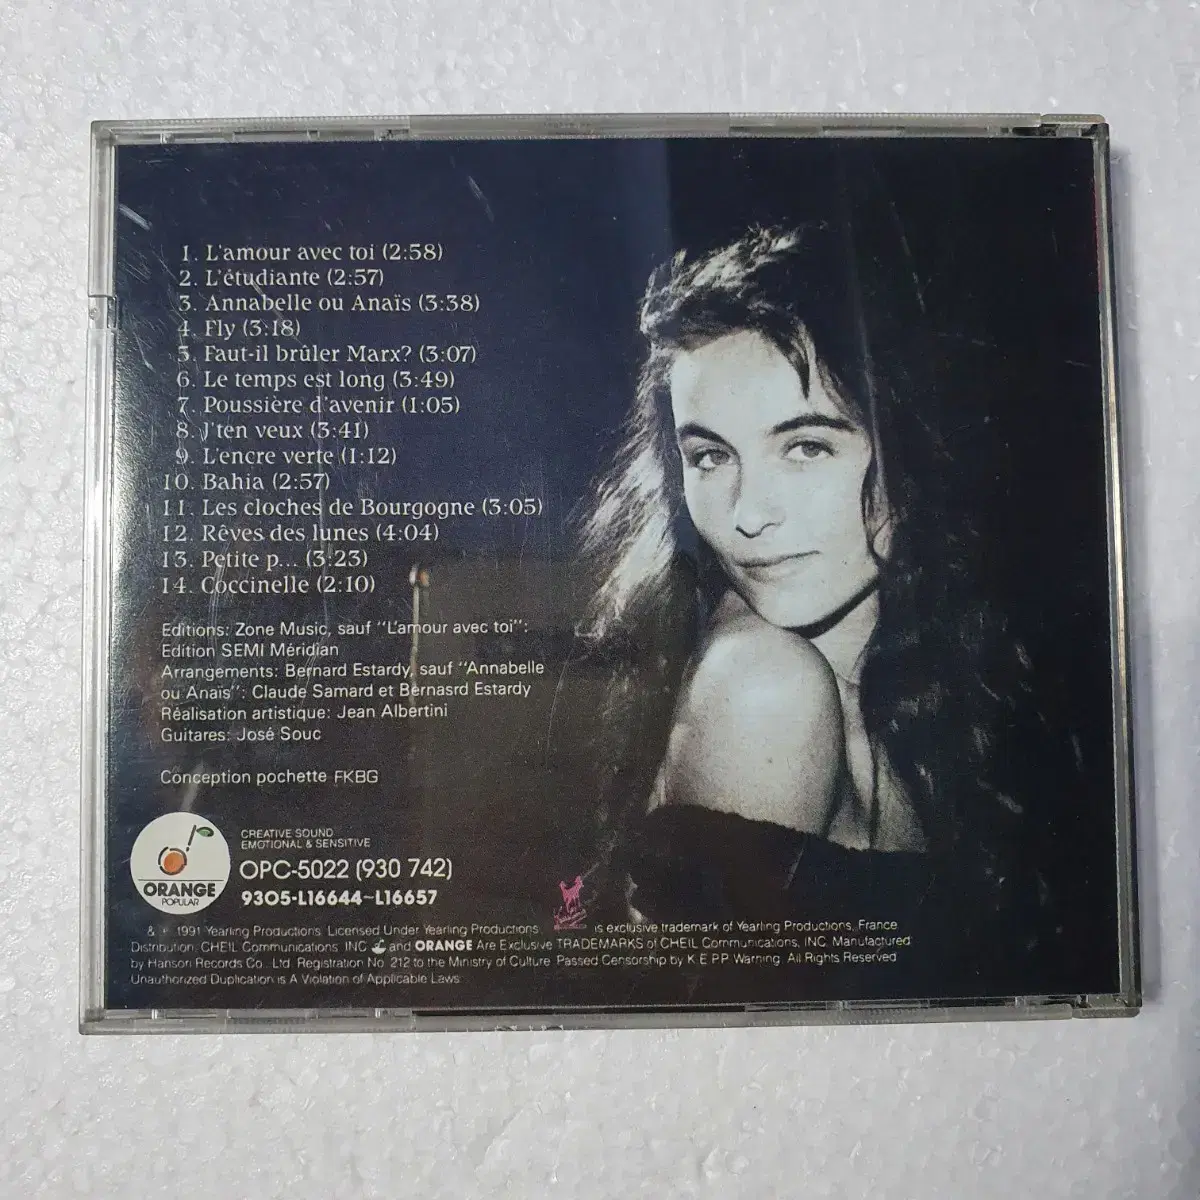 1. L'amour avec toi (2:58)
2. L'étudiante (2:57)
3. Annabelle ou Anaïs (3:38)
4. Fly (3:18)
5. Faut-il brûler Marx? (3:07)
6. Le temps est long (3:49)
7. Poussière d'avenir (1:05)
8. J'ten veux (3:41)
9. L'encre verte (1:12)
10. Bahia (2:57)
11. Les cloches de Bourgogne (3:05)
12. Rêves des lunes (4:04)
13. Petite p... (3:23)
14. Coccinelle (2:10)
Editions: Zone Music, sauf "L'amour avec toi":
Edition SEMI Méridian
Arrangements: Bernard Estardy, sauf "Annabelle
ou Anaïs": Claude Samard et Bernasrd Estardy
Réalisation artistique: Jean Albertini
Guitares: José Souc
Conception pochette FKBG
ORANGE
POPULAR
CREATIVE SOUND
EMOTIONAL & SENSITIVE
OPC-5022 (930 742)
9305-L16644~L16657
& ℗ 1991 Yearling Productions. Licensed Under Yearling Productions. is exclusive trademark of Yearling Productions, France.
Distribution: CHEIL Communications, INC. and ORANGE Are Exclusive TRADEMARKS of CHEIL Communications, INC. Manufactured
by Hanson Records Co., Ltd. Registration No. 212 to the Ministry of Culture. Passed Censorship by K.E.P.P. Warning: All Rights Reserved.
Unauthorized Duplication is A Violation of Applicable Laws.